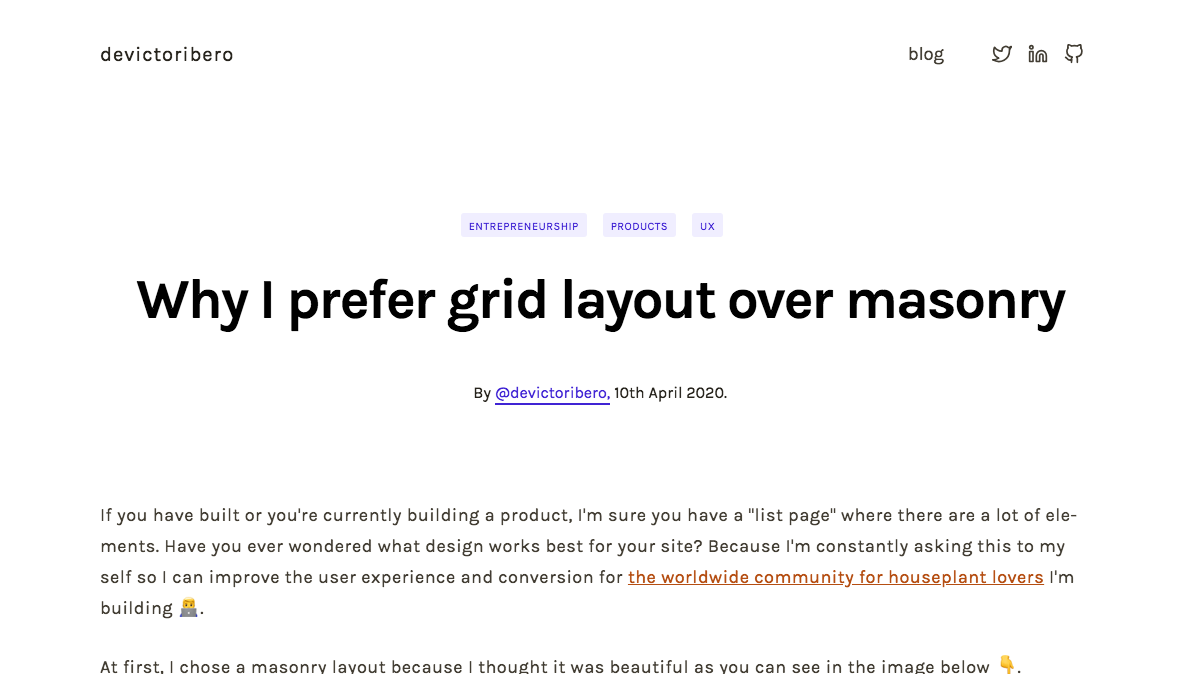 devictoribero
blog
ENTREPRENEURSHIP PRODUCTS UX
Why I prefer grid layout over masonry
By @devictoribero, 10th April 2020.
If you have built or you're currently building a product, I'm sure you have a "list page" where there are a lot of ele-
ments. Have you ever wondered what design works best for your site? Because I'm constantly asking this to my
self so I can improve the user experience and conversion for the worldwide community for houseplant lovers I'm
building 👨‍💻.
At first, I chose a masonry layout because I thought it was beautiful as you can see in the image below 👇.